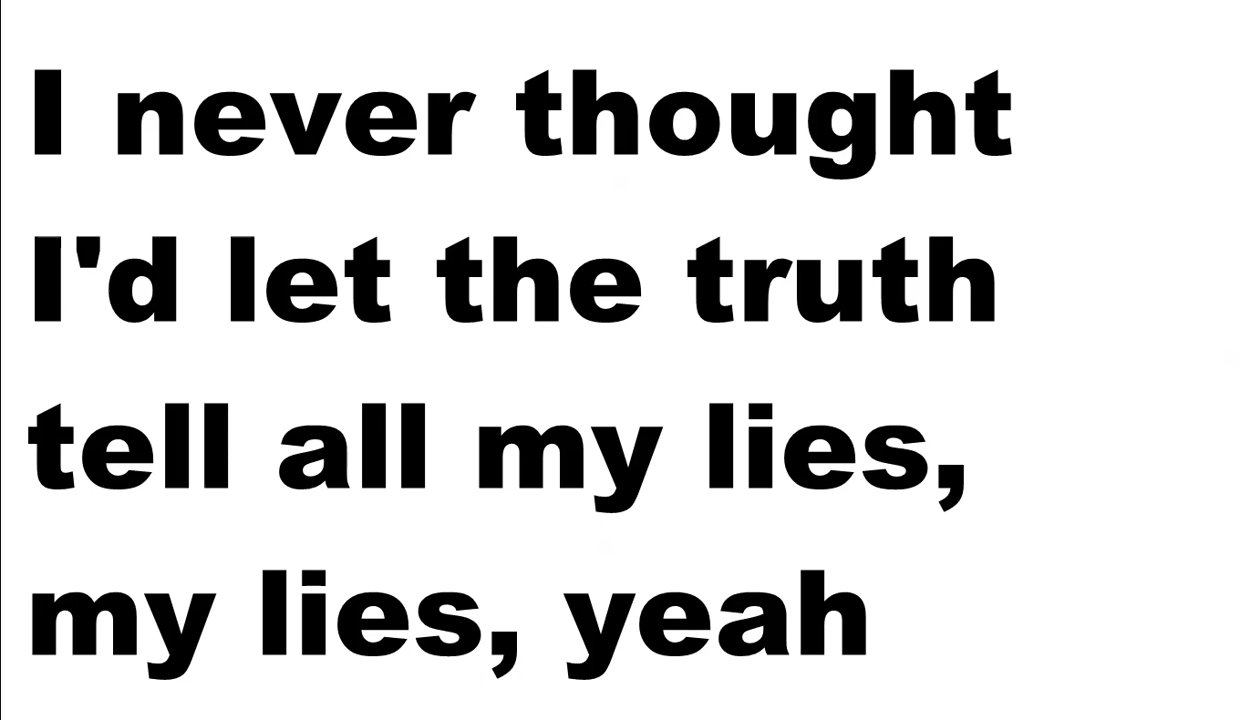 I never thought
I'd let the truth
tell all my lies,
my lies, yeah